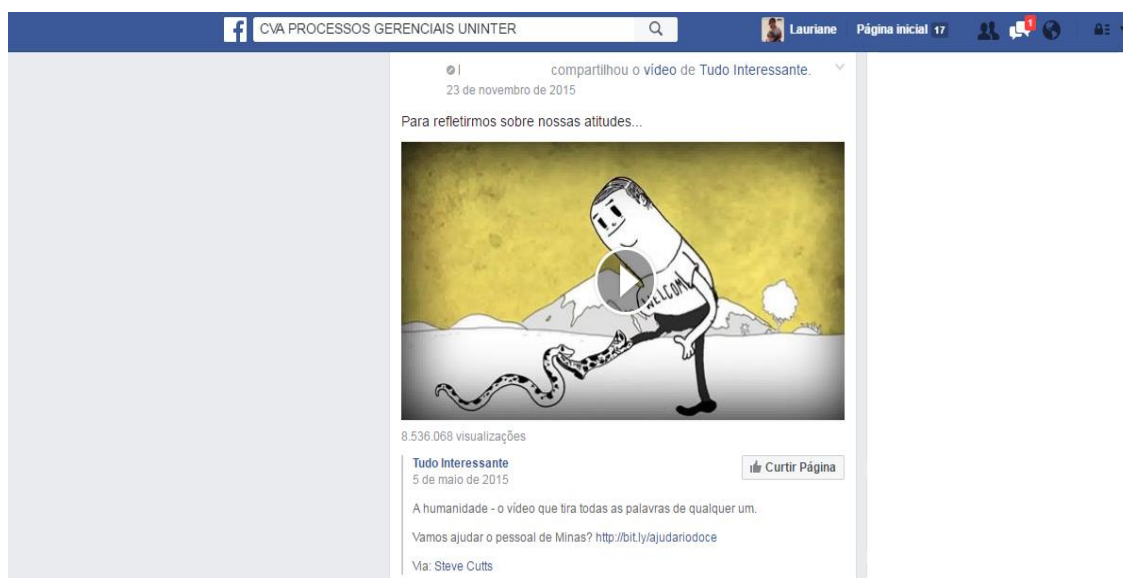 f CVA PROCESSOS GERENCIAIS UNINTER Lauriane Página inicial 17 1
compartilhou o vídeo de Tudo Interessante.
23 de novembro de 2015
Para refletirmos sobre nossas atitudes...
WELCOME
8.536.068 visualizações
Tudo Interessante
Curtir Página
5 de maio de 2015
A humanidade - o vídeo que tira todas as palavras de qualquer um.
Vamos ajudar o pessoal de Minas? http://bit.ly/ajudariodoce
Via: Steve Cutts